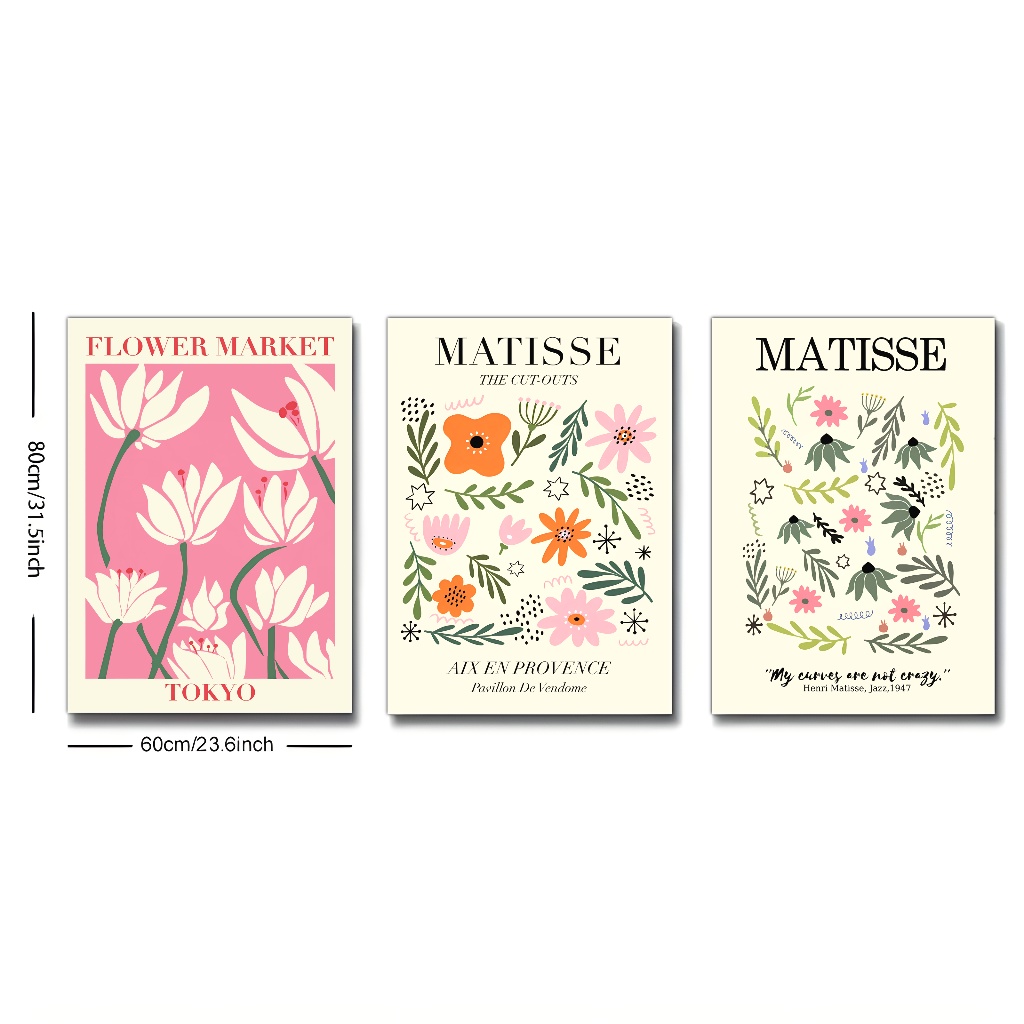 80cm/31.5inch
FLOWER MARKET
TOKYO
60cm/23.6inch
MATISSE
THE CUT-OUTS
AIX EN PROVENCE
Pavillon De Vendome
MATISSE
"My curves are not crazy."
Henri Matisse, Jazz,1947